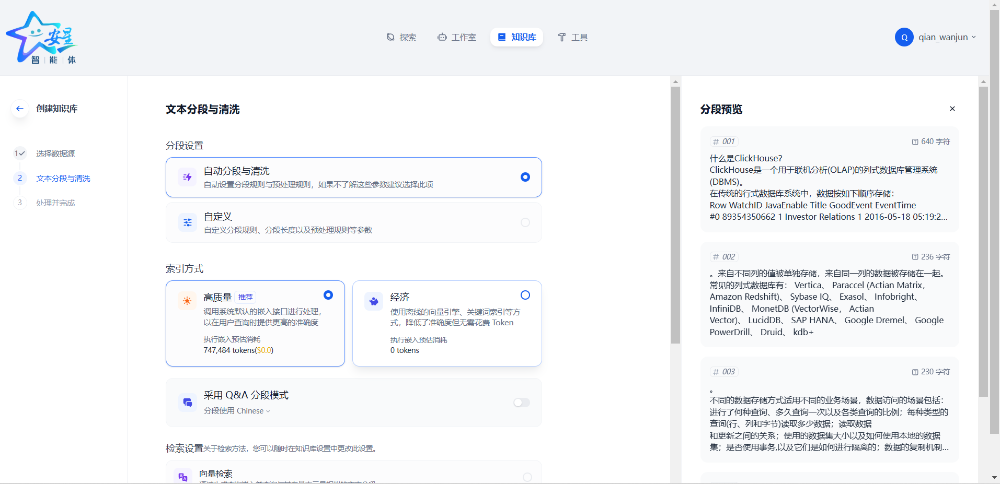 安星
智能体
探索
工作室
知识库
工具
Q
qian_wanjun
创建知识库
1
选择数据源
2
文本分段与清洗
3
处理并完成
文本分段与清洗
分段设置
自动分段与清洗
自动设置分段规则与预处理规则，如果不了解这些参数建议选择此项
自定义
自定义分段规则、分段长度以及预处理规则等参数
索引方式
高质量 推荐
调用系统默认的嵌入接口进行处理，
以在用户查询时提供更高的准确度
执行嵌入预估消耗
747,484 tokens($0.0)
经济
使用离线的向量引擎、关键词索引等方
式，降低了准确度但无需花费 Token
执行嵌入预估消耗
0 tokens
采用 Q&A 分段模式
分段使用 Chinese
检索设置关于检索方法，您可以随时在知识库设置中更改此设置。
向量检索
分段预览
# 001
640 字符
什么是ClickHouse？
ClickHouse是一个用于联机分析(OLAP)的列式数据库管理系统
(DBMS)。
在传统的行式数据库系统中，数据按如下顺序存储：
Row WatchID JavaEnable Title GoodEvent EventTime
#0 89354350662 1 Investor Relations 1 2016-05-18 05:19:2...
# 002
236 字符
。来自不同列的值被单独存储，来自同一列的数据被存储在一起。
常见的列式数据库有： Vertica、 Paraccel (Actian Matrix，
Amazon Redshift)、 Sybase IQ、 Exasol、 Infobright、
InfiniDB、 MonetDB (VectorWise， Actian
Vector)、 LucidDB、 SAP HANA、 Google Dremel、 Google
PowerDrill、 Druid、 kdb+
# 003
230 字符
。
不同的数据存储方式适用不同的业务场景，数据访问的场景包括：
进行了何种查询、多久查询一次以及各类查询的比例；每种类型的
查询(行、列和字节)读取多少数据；读取数据
和更新之间的关系；使用的数据集大小以及如何使用本地的数据
集；是否使用事务,以及它们是如何进行隔离的；数据的复制机制...